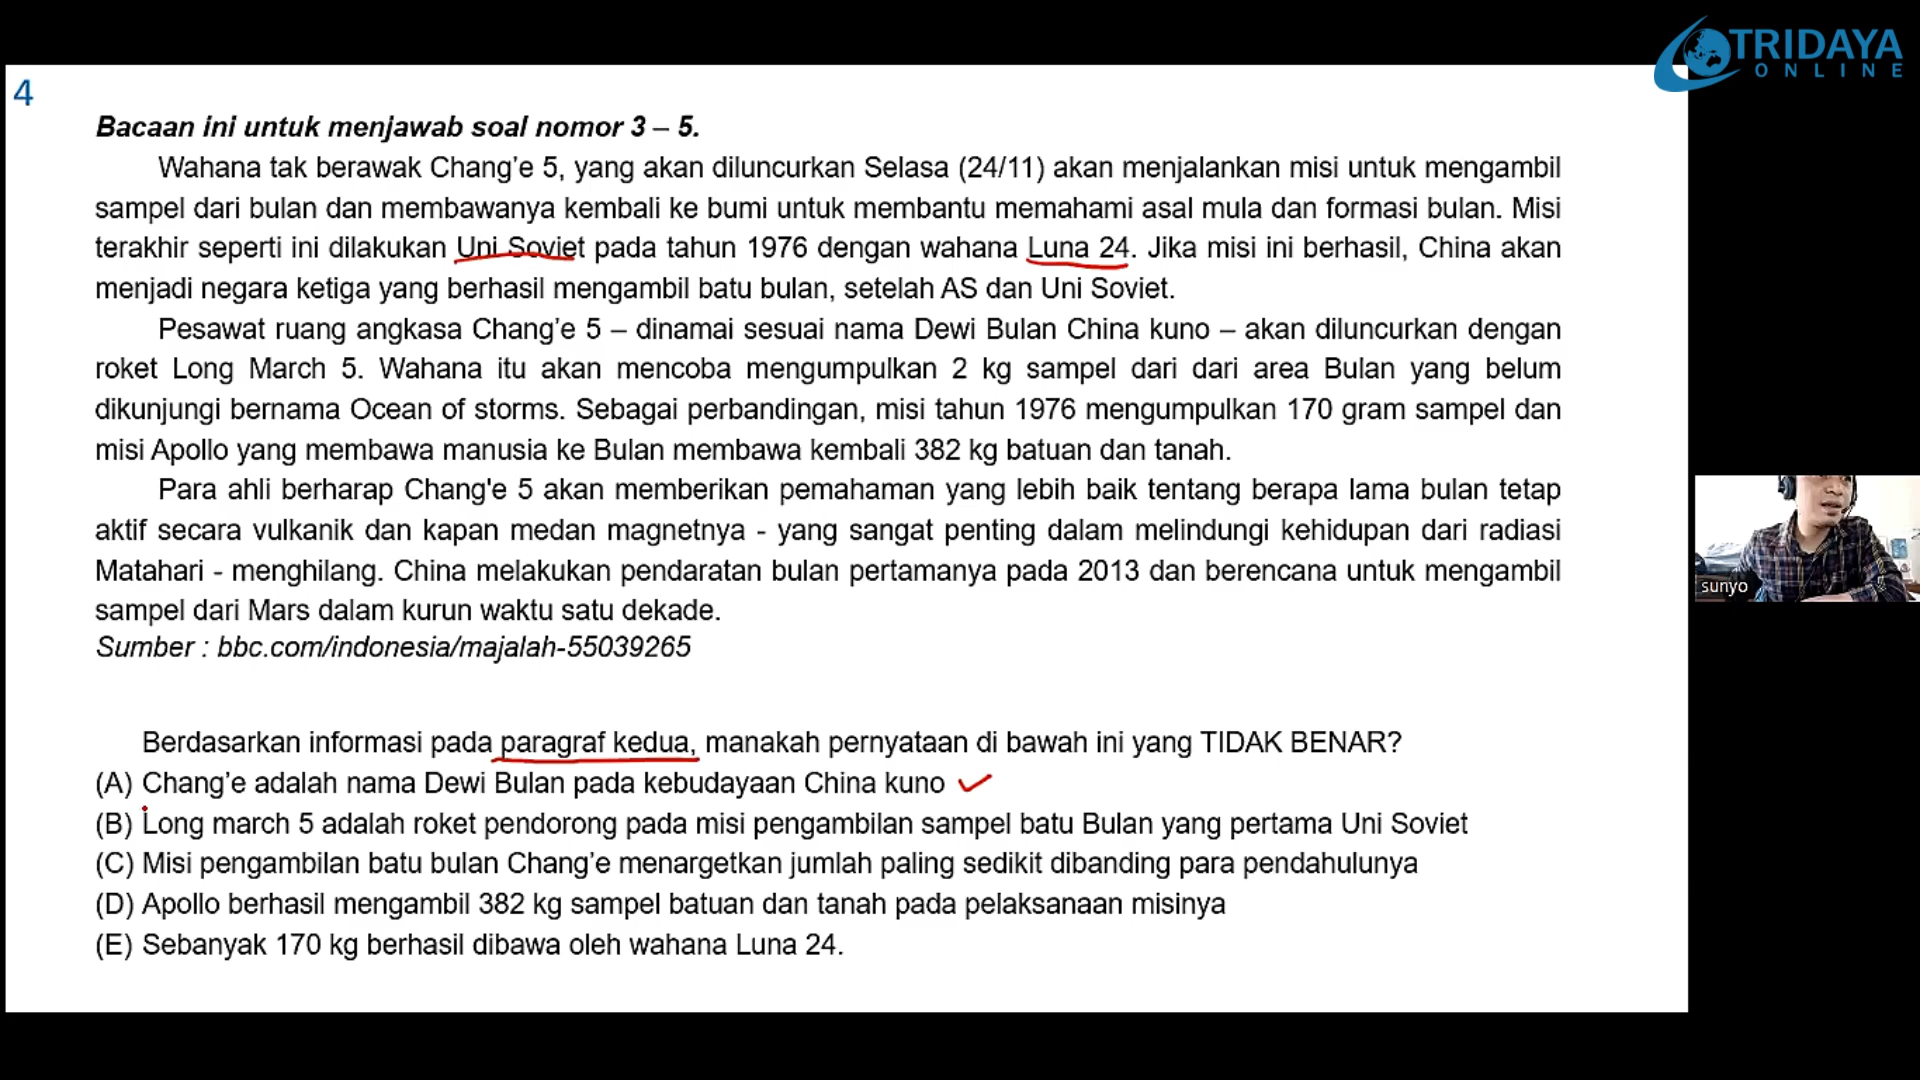 TRIDAYA
ONLINE
4
Bacaan ini untuk menjawab soal nomor 3 – 5.
Wahana tak berawak Chang’e 5, yang akan diluncurkan Selasa (24/11) akan menjalankan misi untuk mengambil
sampel dari bulan dan membawanya kembali ke bumi untuk membantu memahami asal mula dan formasi bulan. Misi
terakhir seperti ini dilakukan Uni Soviet pada tahun 1976 dengan wahana Luna 24. Jika misi ini berhasil, China akan
menjadi negara ketiga yang berhasil mengambil batu bulan, setelah AS dan Uni Soviet.
Pesawat ruang angkasa Chang’e 5 – dinamai sesuai nama Dewi Bulan China kuno – akan diluncurkan dengan
roket Long March 5. Wahana itu akan mencoba mengumpulkan 2 kg sampel dari dari area Bulan yang belum
dikunjungi bernama Ocean of storms. Sebagai perbandingan, misi tahun 1976 mengumpulkan 170 gram sampel dan
misi Apollo yang membawa manusia ke Bulan membawa kembali 382 kg batuan dan tanah.
Para ahli berharap Chang'e 5 akan memberikan pemahaman yang lebih baik tentang berapa lama bulan tetap
aktif secara vulkanik dan kapan medan magnetnya - yang sangat penting dalam melindungi kehidupan dari radiasi
Matahari - menghilang. China melakukan pendaratan bulan pertamanya pada 2013 dan berencana untuk mengambil
sampel dari Mars dalam kurun waktu satu dekade.
Sumber : bbc.com/indonesia/majalah-55039265
Berdasarkan informasi pada paragraf kedua, manakah pernyataan di bawah ini yang TIDAK BENAR?
(A) Chang’e adalah nama Dewi Bulan pada kebudayaan China kuno
(B) Long march 5 adalah roket pendorong pada misi pengambilan sampel batu Bulan yang pertama Uni Soviet
(C) Misi pengambilan batu bulan Chang’e menargetkan jumlah paling sedikit dibanding para pendahulunya
(D) Apollo berhasil mengambil 382 kg sampel batuan dan tanah pada pelaksanaan misinya
(E) Sebanyak 170 kg berhasil dibawa oleh wahana Luna 24.
sunyo